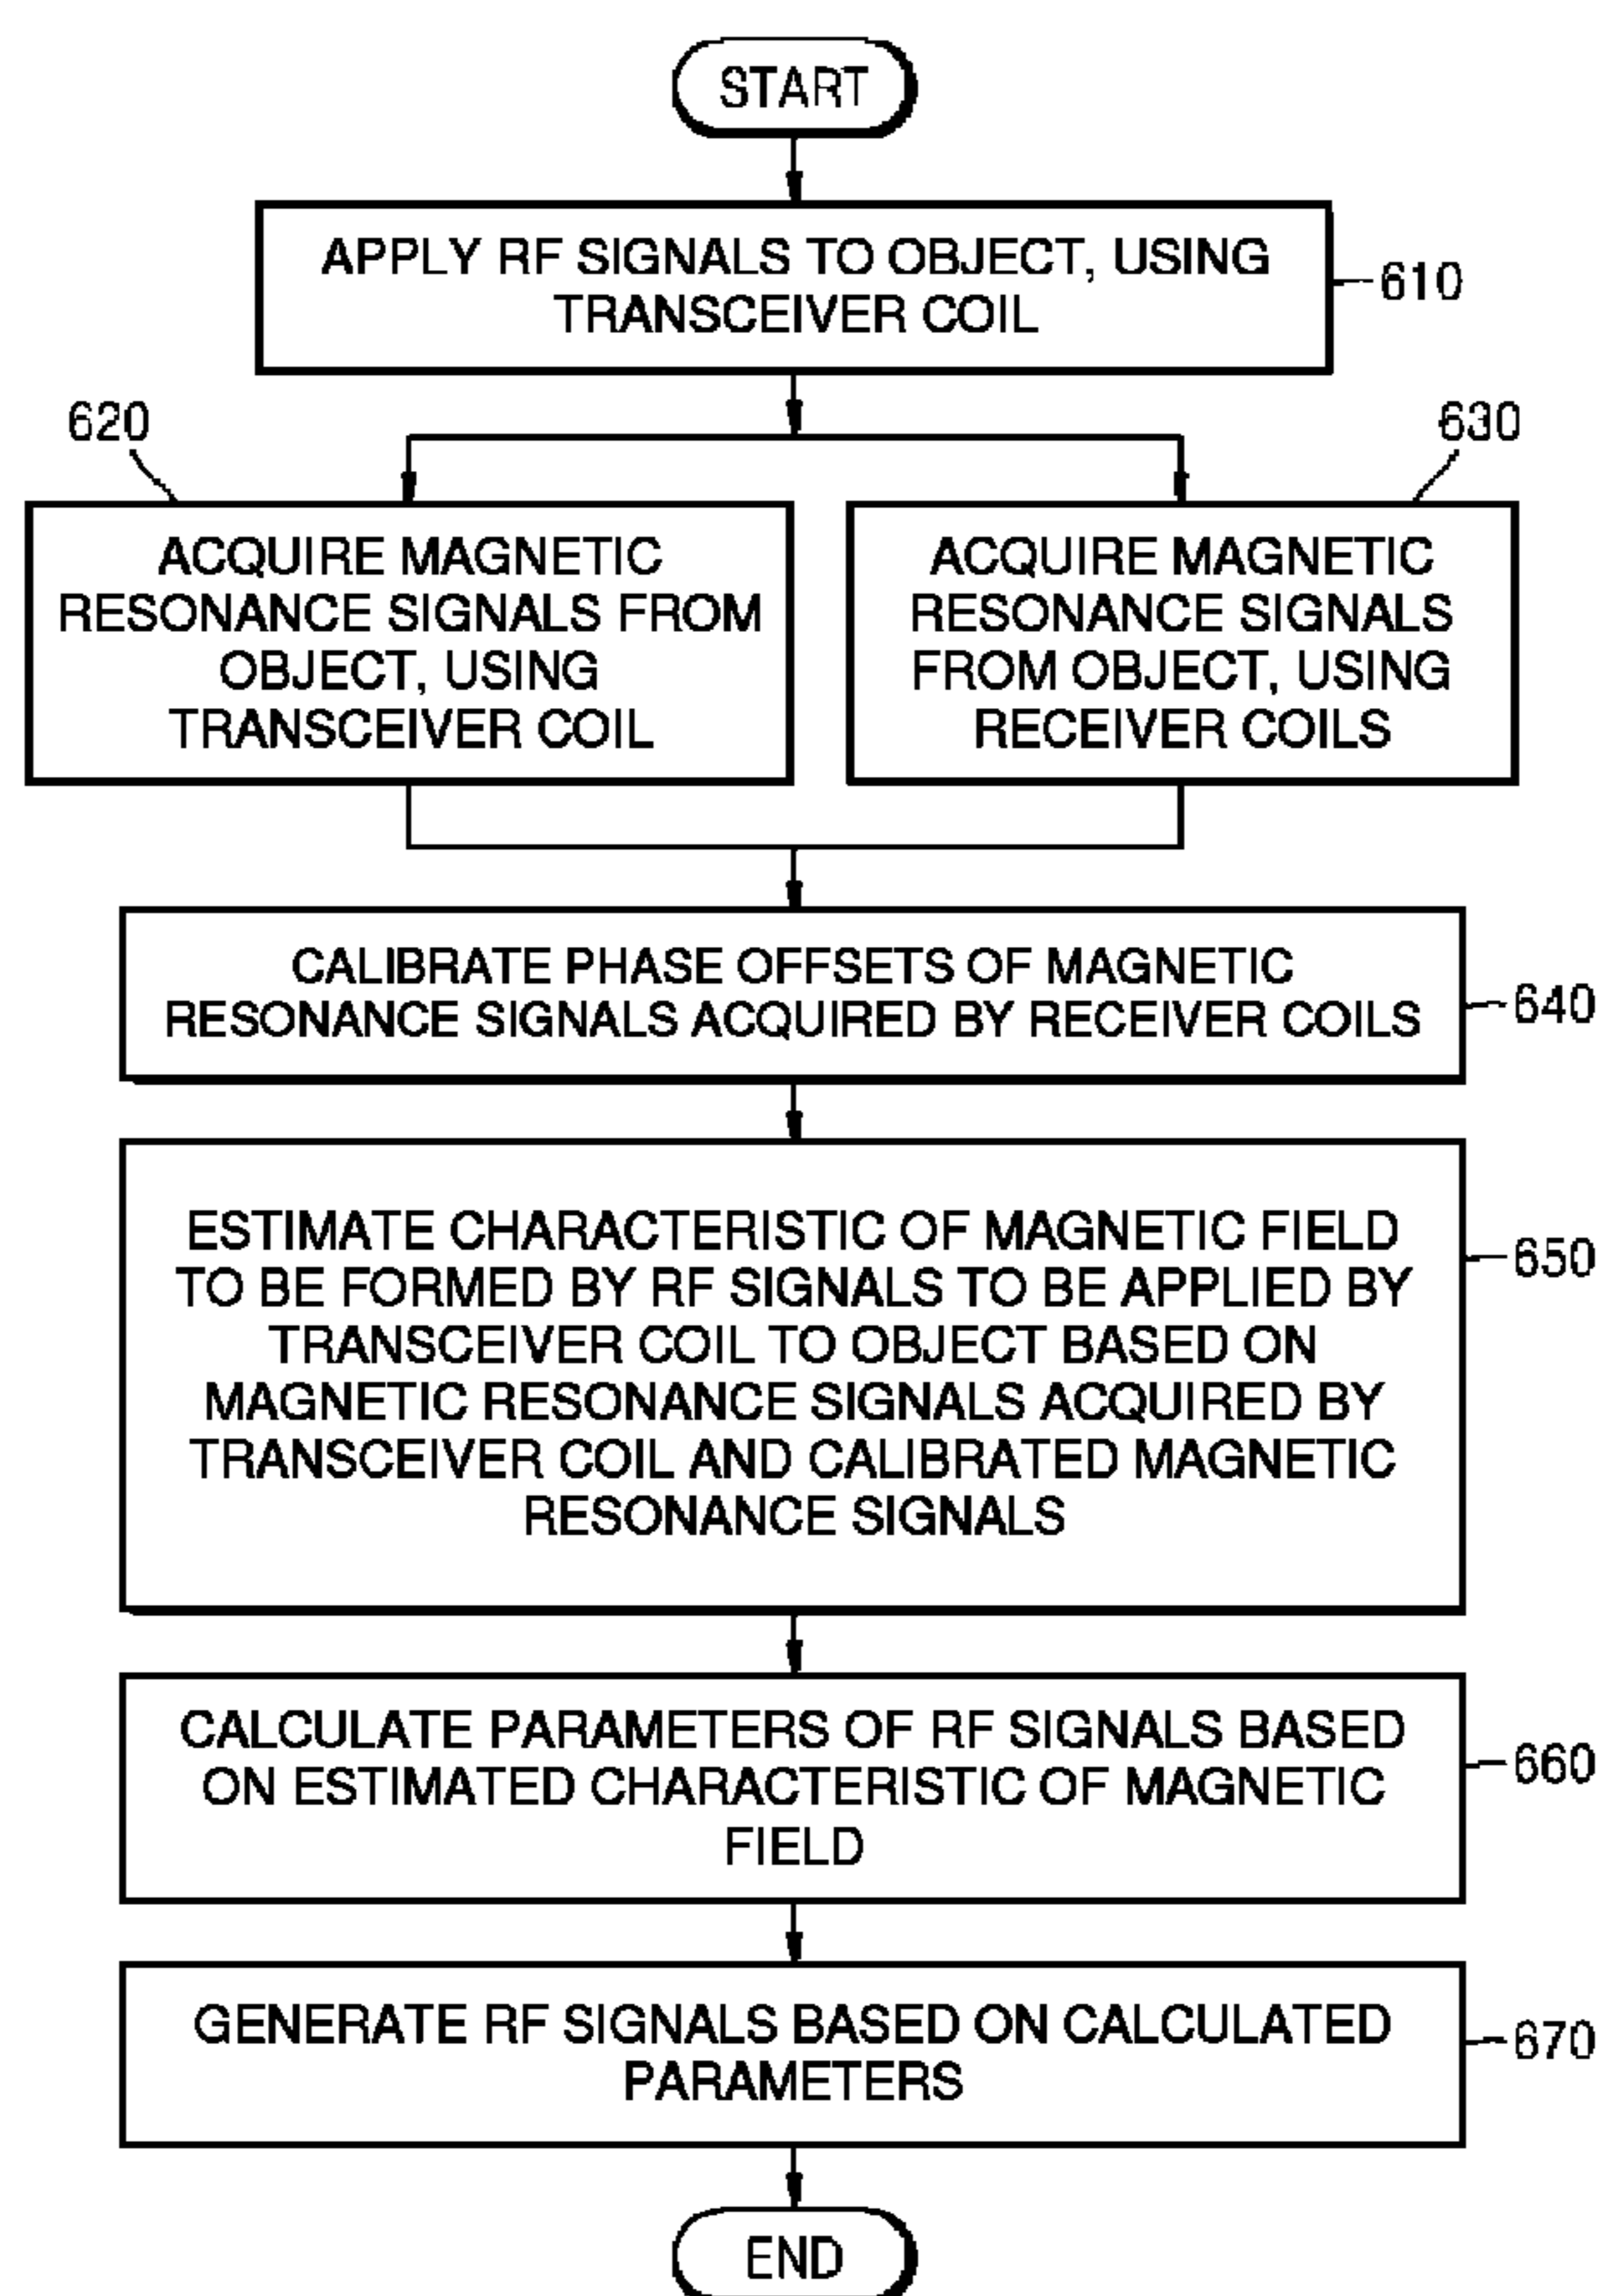 START
APPLY RF SIGNALS TO OBJECT, USING
TRANSCEIVER COIL
610
620
630
ACQUIRE MAGNETIC
RESONANCE SIGNALS FROM
OBJECT, USING
TRANSCEIVER COIL
ACQUIRE MAGNETIC
RESONANCE SIGNALS
FROM OBJECT, USING
RECEIVER COILS
CALIBRATE PHASE OFFSETS OF MAGNETIC
RESONANCE SIGNALS ACQUIRED BY RECEIVER COILS
640
ESTIMATE CHARACTERISTIC OF MAGNETIC FIELD
TO BE FORMED BY RF SIGNALS TO BE APPLIED BY
TRANSCEIVER COIL TO OBJECT BASED ON
MAGNETIC RESONANCE SIGNALS ACQUIRED BY
TRANSCEIVER COIL AND CALIBRATED MAGNETIC
RESONANCE SIGNALS
650
CALCULATE PARAMETERS OF RF SIGNALS BASED
ON ESTIMATED CHARACTERISTIC OF MAGNETIC
FIELD
660
GENERATE RF SIGNALS BASED ON CALCULATED
PARAMETERS
670
END